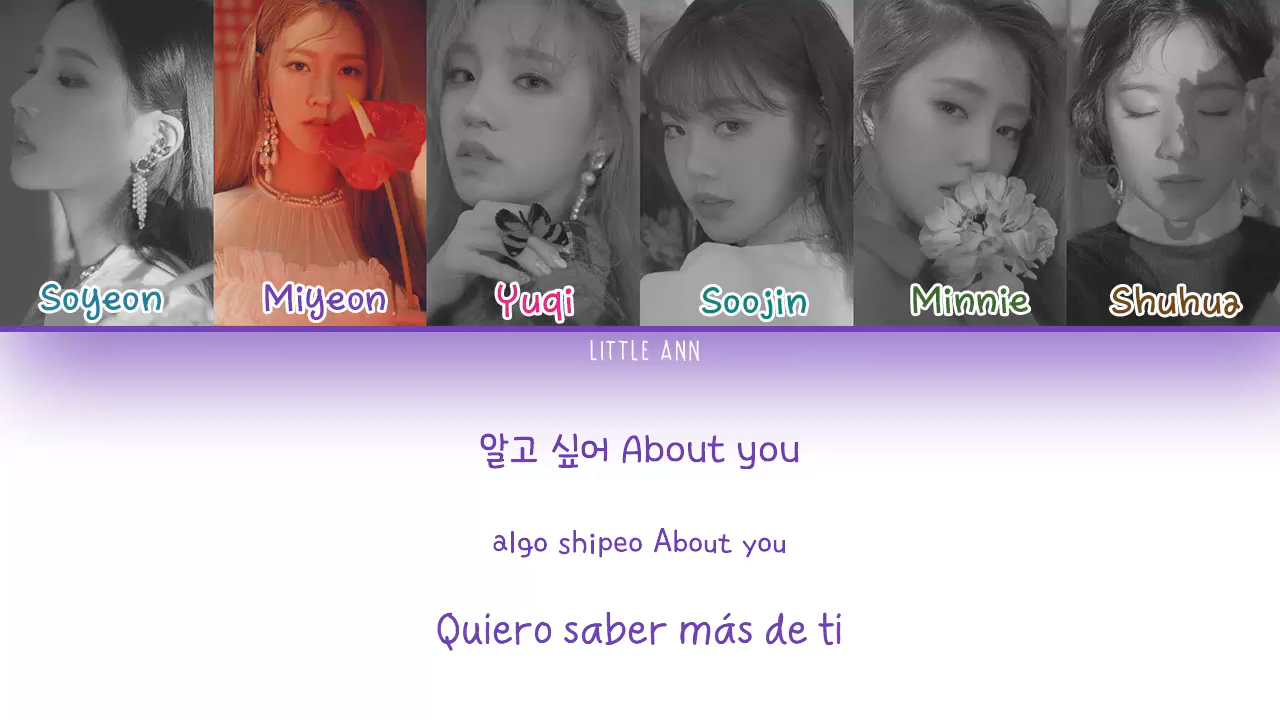 Soyeon Miyeon Yuqi Soojin Minnie Shuhua
LITTLE ANN
알고 싶어 About you
algo shipeo About you
Quiero saber más de ti